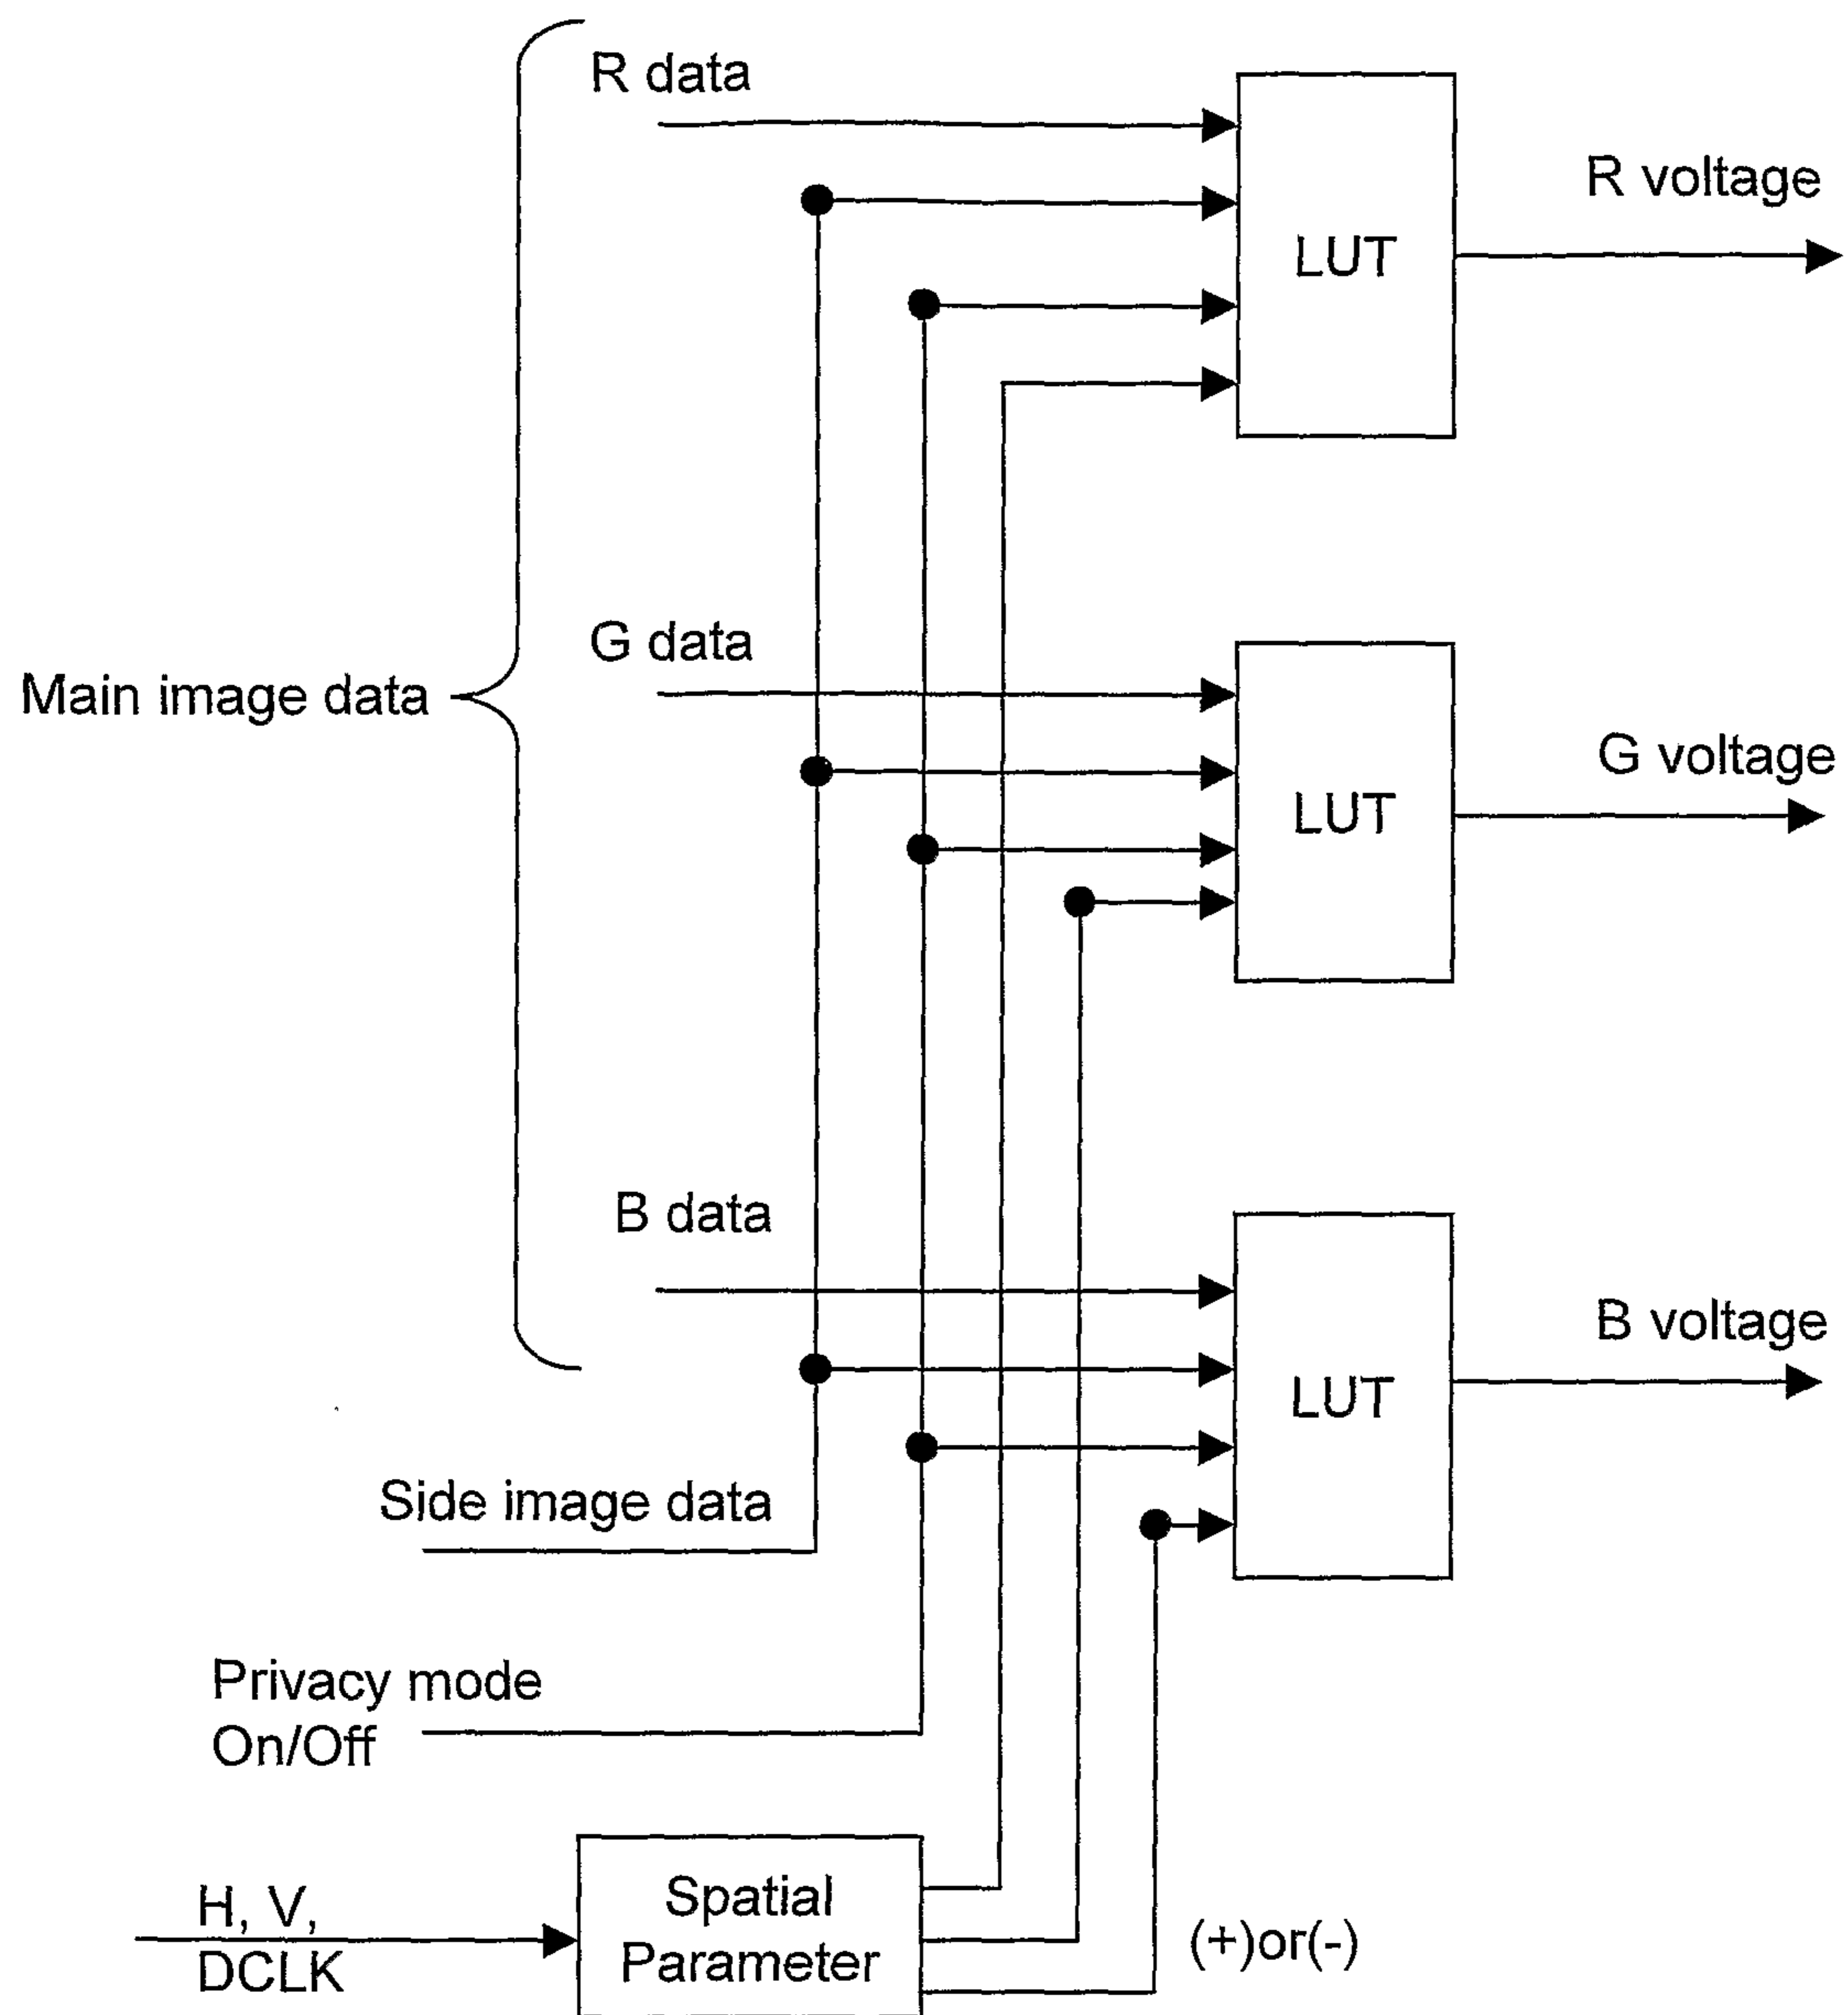 R data
R voltage
LUT
G data
Main image data
G voltage
LUT
B data
B voltage
LUT
Side image data
Privacy mode
On/Off
H, V,
DCLK
Spatial
Parameter
(+)or(-)